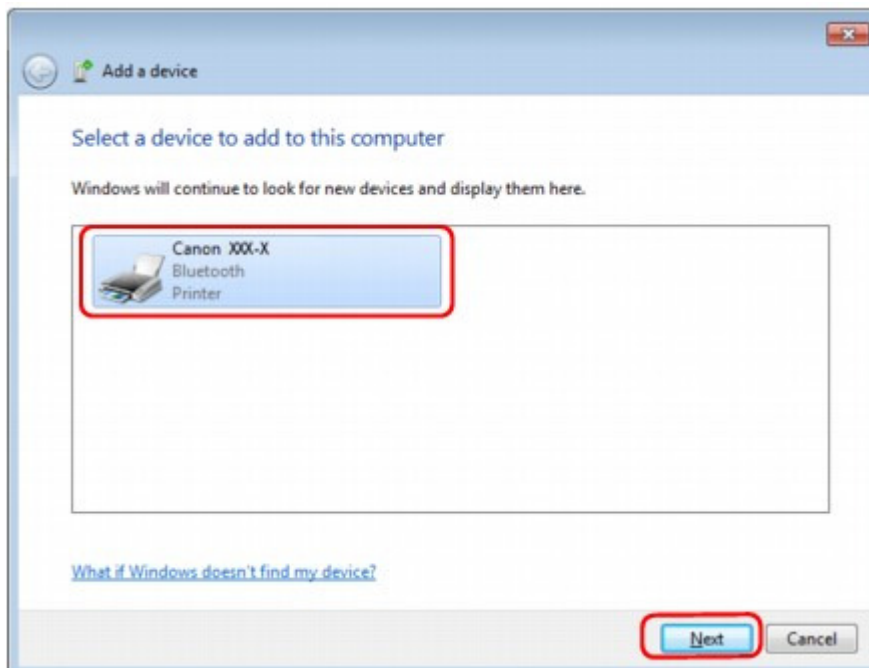 Add a device
Select a device to add to this computer
Windows will continue to look for new devices and display them here.
Canon XXX-X
Bluetooth
Printer
What if Windows doesn't find my device?
Next
Cancel